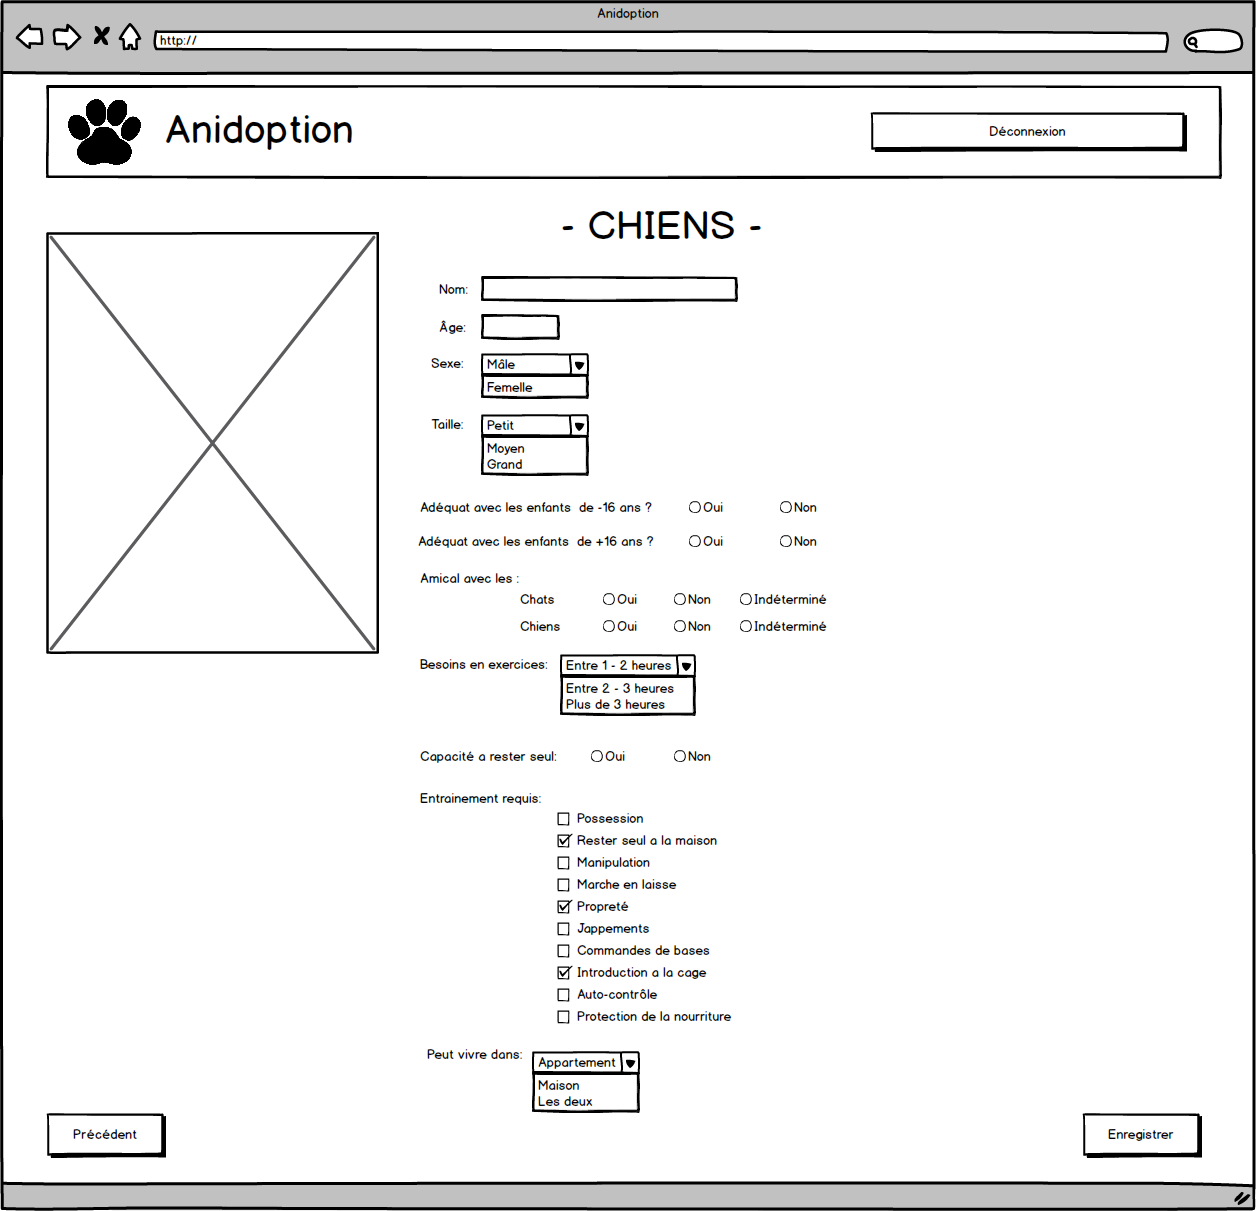 Anidoption
http://
Anidoption
Déconnexion
- CHIENS -
Nom:
Âge:
Sexe: Mâle
Femelle
Taille: Petit
Moyen
Grand
Adéquat avec les enfants de -16 ans ? Oui Non
Adéquat avec les enfants de +16 ans ? Oui Non
Amical avec les :
Chats Oui Non Indéterminé
Chiens Oui Non Indéterminé
Besoins en exercices: Entre 1 - 2 heures
Entre 2 - 3 heures
Plus de 3 heures
Capacité a rester seul: Oui Non
Entrainement requis:
Possession
Rester seul a la maison
Manipulation
Marche en laisse
Propreté
Jappements
Commandes de bases
Introduction a la cage
Auto-contrôle
Protection de la nourriture
Peut vivre dans: Appartement
Maison
Les deux
Précédent
Enregistrer